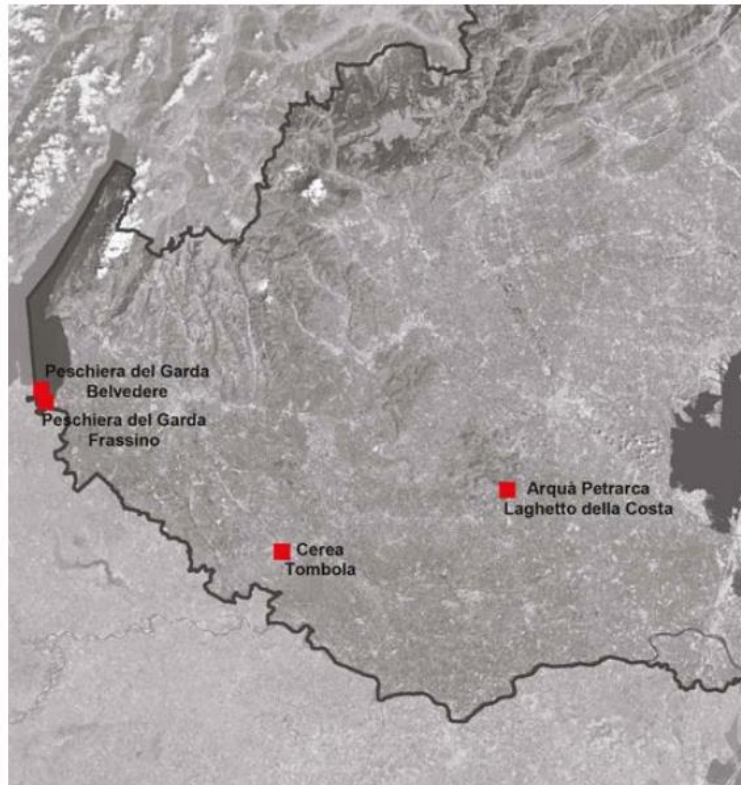 Peschiera del Garda
Belvedere
Peschiera del Garda
Frassino
Arquà Petrarca
Laghetto della Costa
Cerea
Tombola